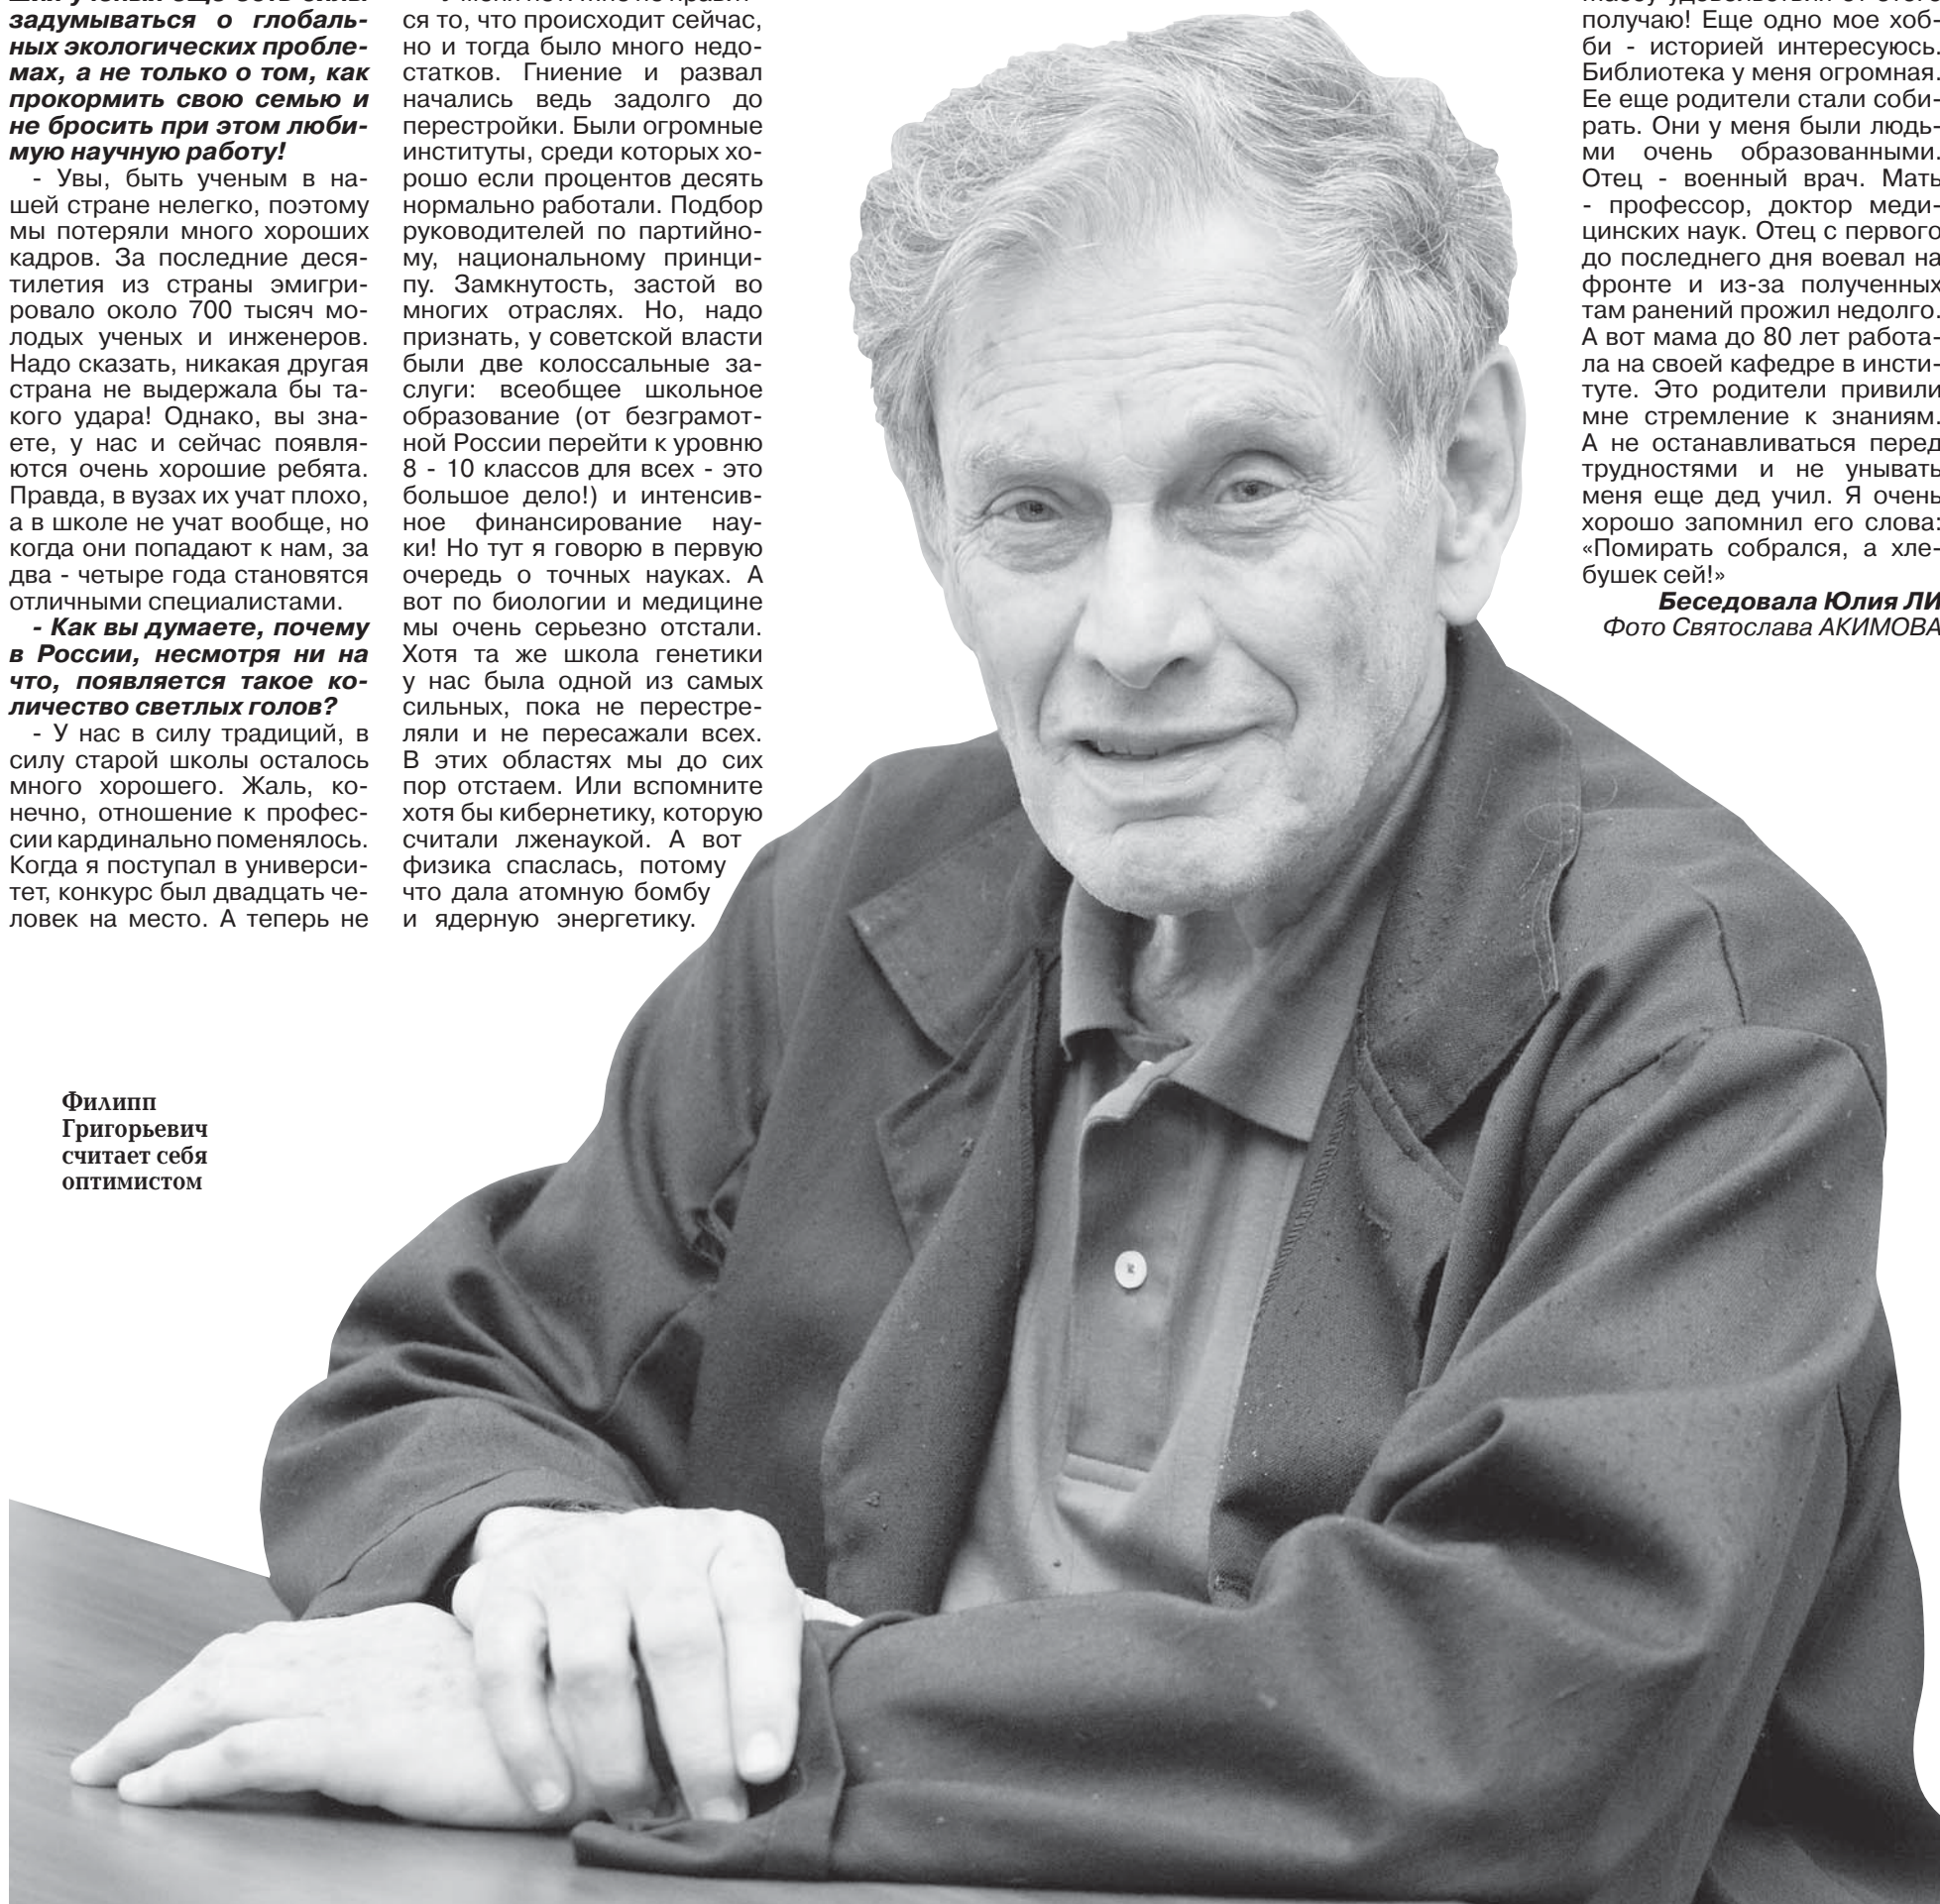 ших ученых еще есть силы
задумываться о глобаль-
ных экологических пробле-
мах, а не только о том, как
прокормить свою семью и
не бросить при этом люби-
мую научную работу!
- Увы, быть ученым в на-
шей стране нелегко, поэтому
мы потеряли много хороших
кадров. За последние деся-
тилетия из страны эмигри-
ровало около 700 тысяч мо-
лодых ученых и инженеров.
Надо сказать, никакая другая
страна не выдержала бы та-
кого удара! Однако, вы зна-
ете, у нас и сейчас появля-
ются очень хорошие ребята.
Правда, в вузах их учат плохо,
а в школе не учат вообще, но
когда они попадают к нам, за
два - четыре года становятся
отличными специалистами.
- Как вы думаете, почему
в России, несмотря ни на
что, появляется такое ко-
личество светлых голов?
- У нас в силу традиций, в
силу старой школы осталось
много хорошего. Жаль, ко-
нечно, отношение к профес-
сии кардинально поменялось.
Когда я поступал в универси-
тет, конкурс был двадцать че-
ловек на место. А теперь не
ся то, что происходит сейчас,
но и тогда было много недо-
статков. Гниение и развал
начались ведь задолго до
перестройки. Были огромные
институты, среди которых хо-
рошо если процентов десять
нормально работали. Подбор
руководителей по партийно-
му, национальному принци-
пу. Замкнутость, застой во
многих отраслях. Но, надо
признать, у советской власти
были две колоссальные за-
слуги: всеобщее школьное
образование (от безграмот-
ной России перейти к уровню
8 - 10 классов для всех - это
большое дело!) и интенсив-
ное финансирование нау-
ки! Но тут я говорю в первую
очередь о точных науках. А
вот по биологии и медицине
мы очень серьезно отстали.
Хотя та же школа генетики
у нас была одной из самых
сильных, пока не перестре-
ляли и не пересажали всех.
В этих областях мы до сих
пор отстаем. Или вспомните
хотя бы кибернетику, которую
считали лженаукой. А вот
физика спаслась, потому
что дала атомную бомбу
и ядерную энергетику.
получаю! Еще одно мое хоб-
би - историей интересуюсь.
Библиотека у меня огромная.
Ее еще родители стали соби-
рать. Они у меня были людь-
ми очень образованными.
Отец - военный врач. Мать
- профессор, доктор меди-
цинских наук. Отец с первого
до последнего дня воевал на
фронте и из-за полученных
там ранений прожил недолго.
А вот мама до 80 лет работа-
ла на своей кафедре в инсти-
туте. Это родители привили
мне стремление к знаниям.
А не останавливаться перед
трудностями и не унывать
меня еще дед учил. Я очень
хорошо запомнил его слова:
«Помирать собрался, а хле-
бушек сей!»
Беседовала Юлия ЛИ
Фото Святослава АКИМОВА
Филипп
Григорьевич
считает себя
оптимистом